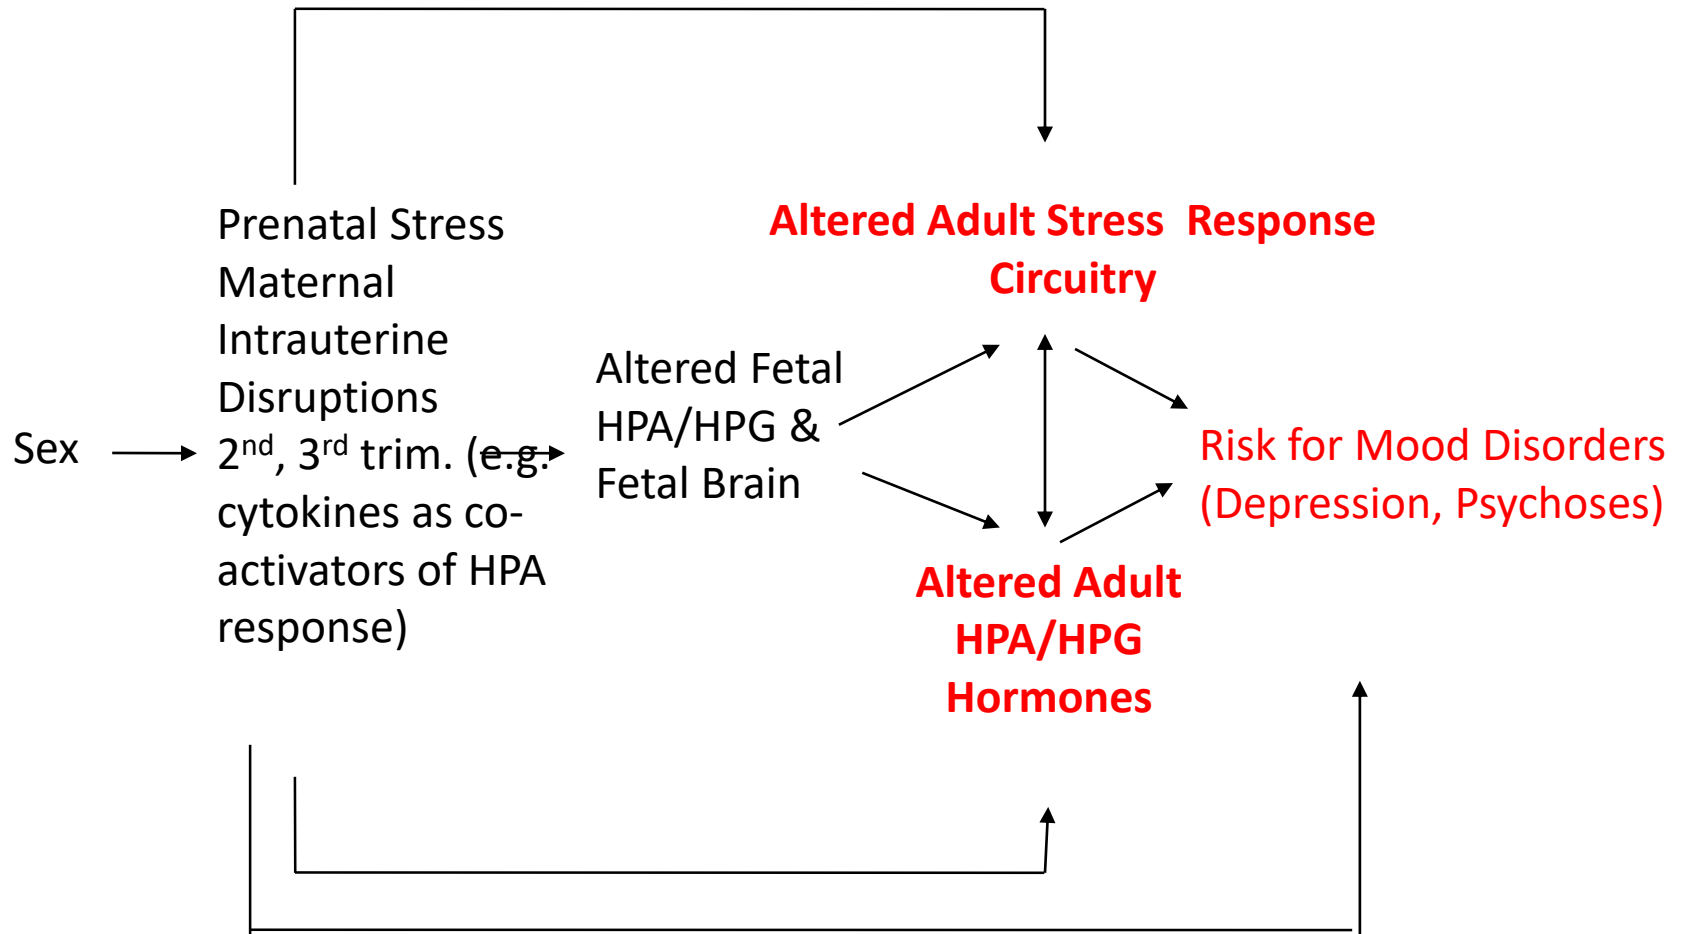 Sex
Prenatal Stress
Maternal
Intrauterine
Disruptions
2nd, 3rd trim. (e.g.
cytokines as co-
activators of HPA
response)
Altered Fetal
HPA/HPG &
Fetal Brain
Altered Adult Stress  Response
Circuitry
Altered Adult
HPA/HPG
Hormones
Risk for Mood Disorders
(Depression, Psychoses)